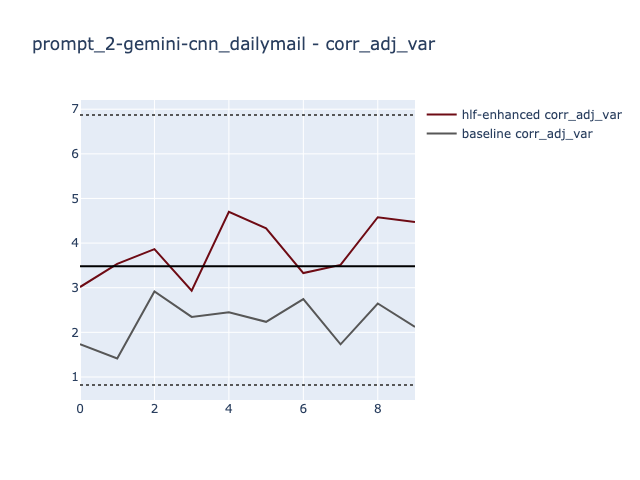 prompt_2-gemini-cnn_dailymail - corr_adj_var
hlf-enhanced corr_adj_var
baseline corr_adj_var
7
6
5
4
3
2
1
0 2 4 6 8